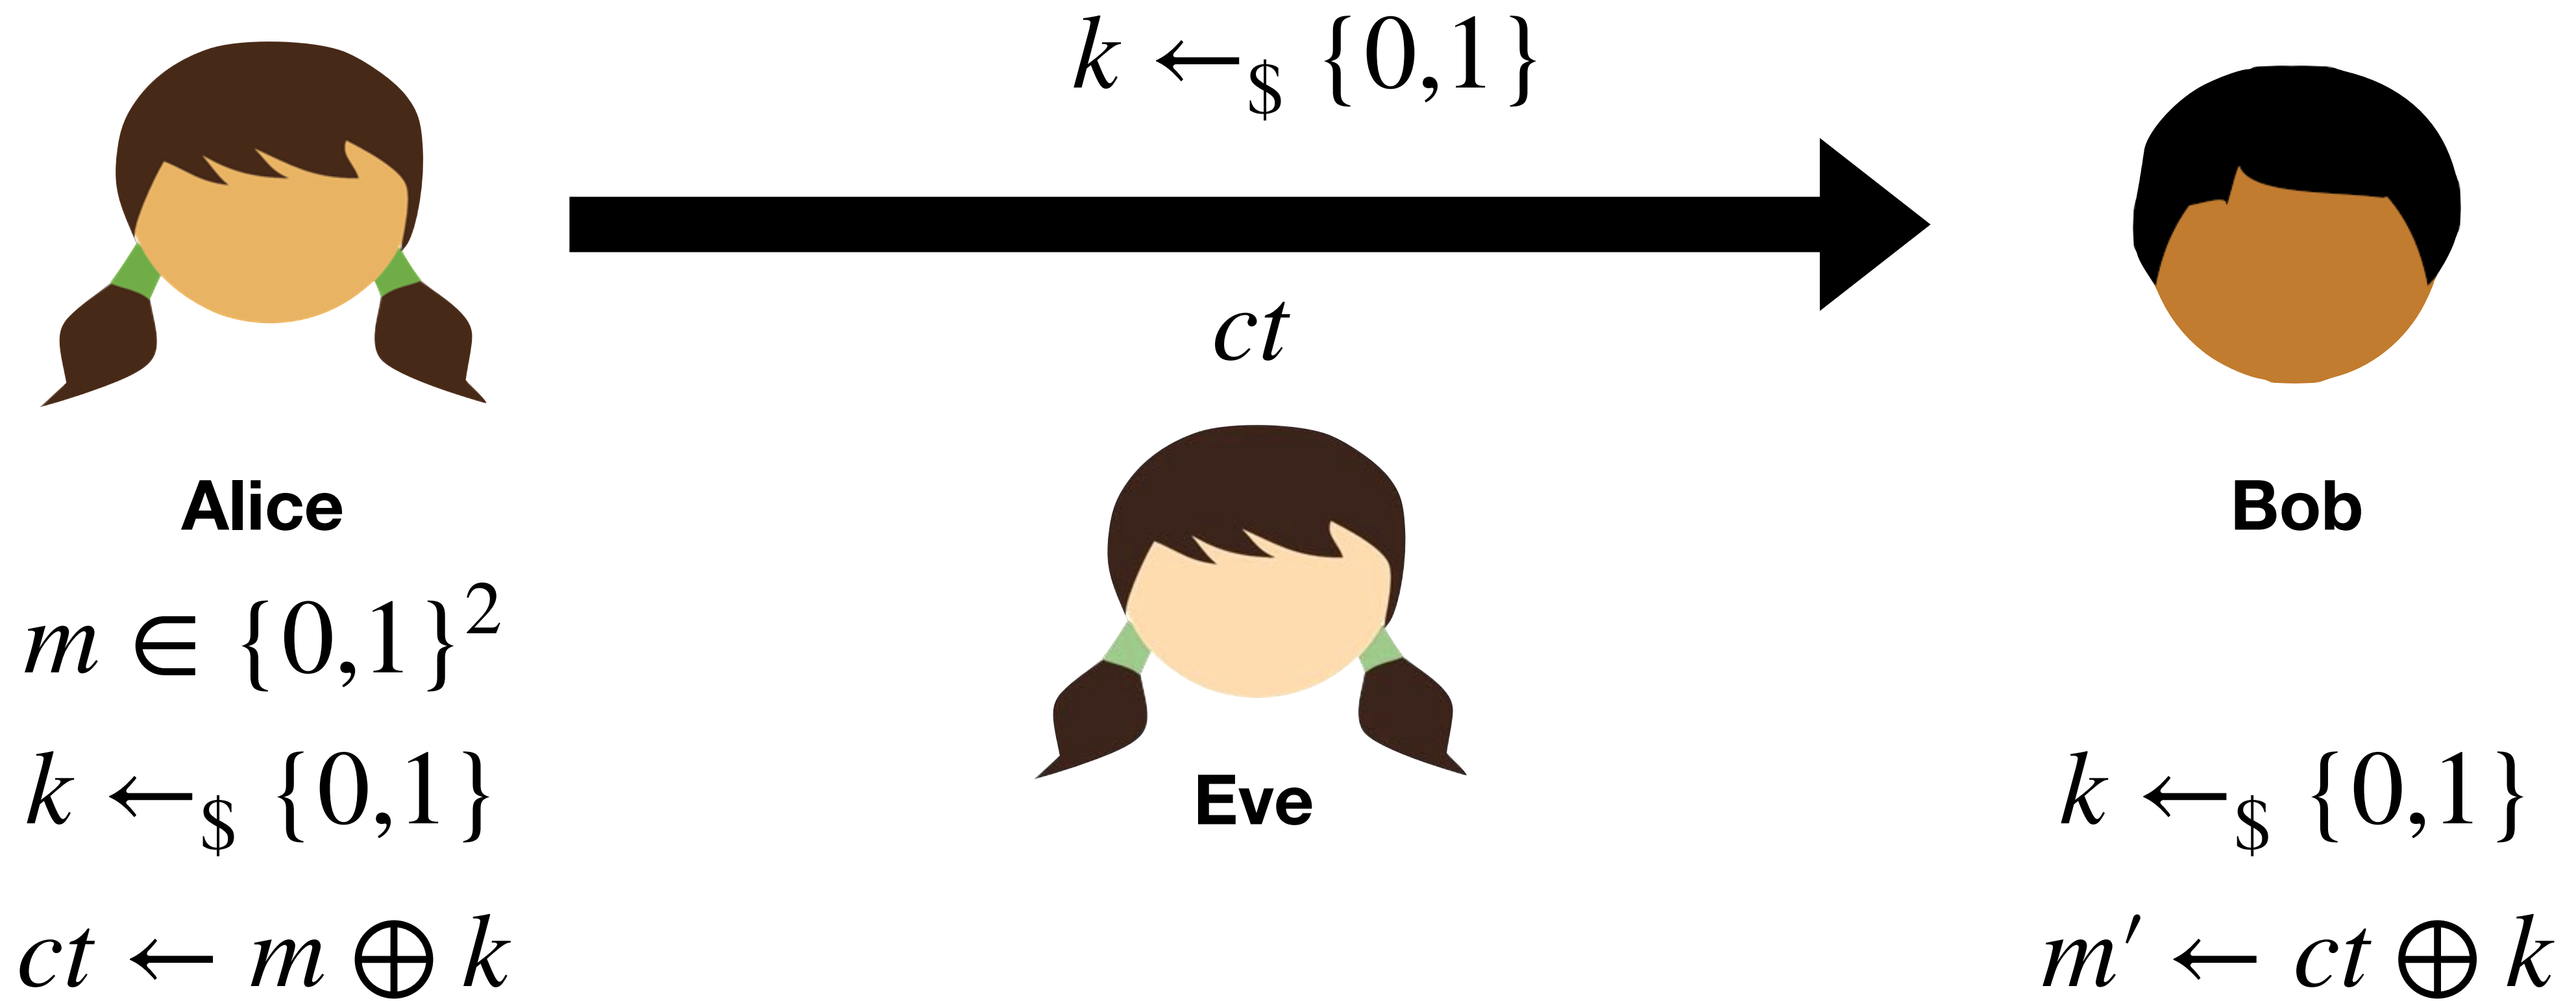 k ←$ {0,1}
ct
Alice
Bob
Eve
m ∈ {0,1}²
k ←$ {0,1}
ct ← m ⊕ k
k ←$ {0,1}
m′ ← ct ⊕ k